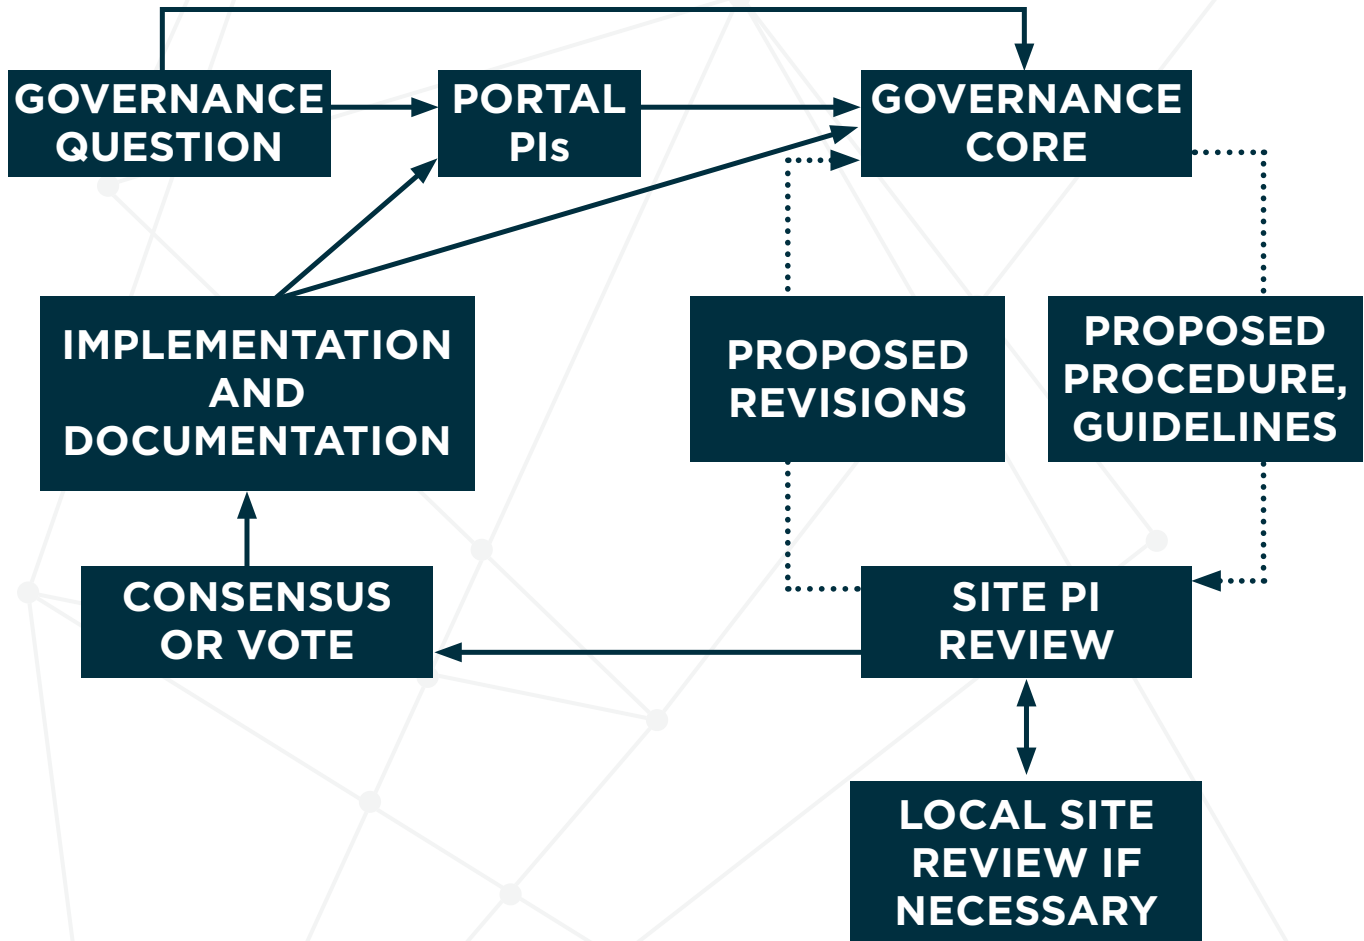 GOVERNANCE
QUESTION
PORTAL
PIs
GOVERNANCE
CORE
IMPLEMENTATION
AND
DOCUMENTATION
PROPOSED
REVISIONS
PROPOSED
PROCEDURE,
GUIDELINES
CONSENSUS
OR VOTE
SITE PI
REVIEW
LOCAL SITE
REVIEW IF
NECESSARY